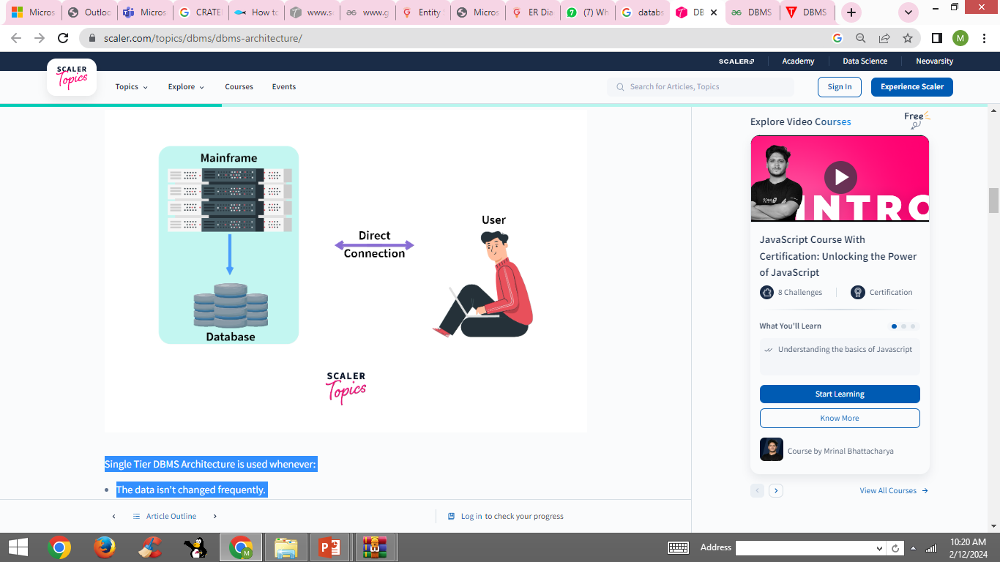 Micros
Outloo
Micros
CRATE
How to
www.s
www.g
Entity
Micros
ER Dia
(7) Wh
databs
DB
DBMS
DBMS
scaler.com/topics/dbms/dbms-architecture/
M
SCALER
Academy
Data Science
Neovarsity
SCALER
Topics
Topics
Explore
Courses
Events
Search for Articles, Topics
Sign In
Experience Scaler
Mainframe
Database
Direct
Connection
User
SCALER
Topics
Single Tier DBMS Architecture is used whenever:
The data isn't changed frequently.
Explore Video Courses
Free
INTRO
JavaScript Course With
Certification: Unlocking the Power
of JavaScript
8 Challenges
Certification
What You'll Learn
Understanding the basics of Javascript
Start Learning
Know More
Course by Mrinal Bhattacharya
View All Courses
Article Outline
Log in to check your progress
Address
10:20 AM
2/12/2024